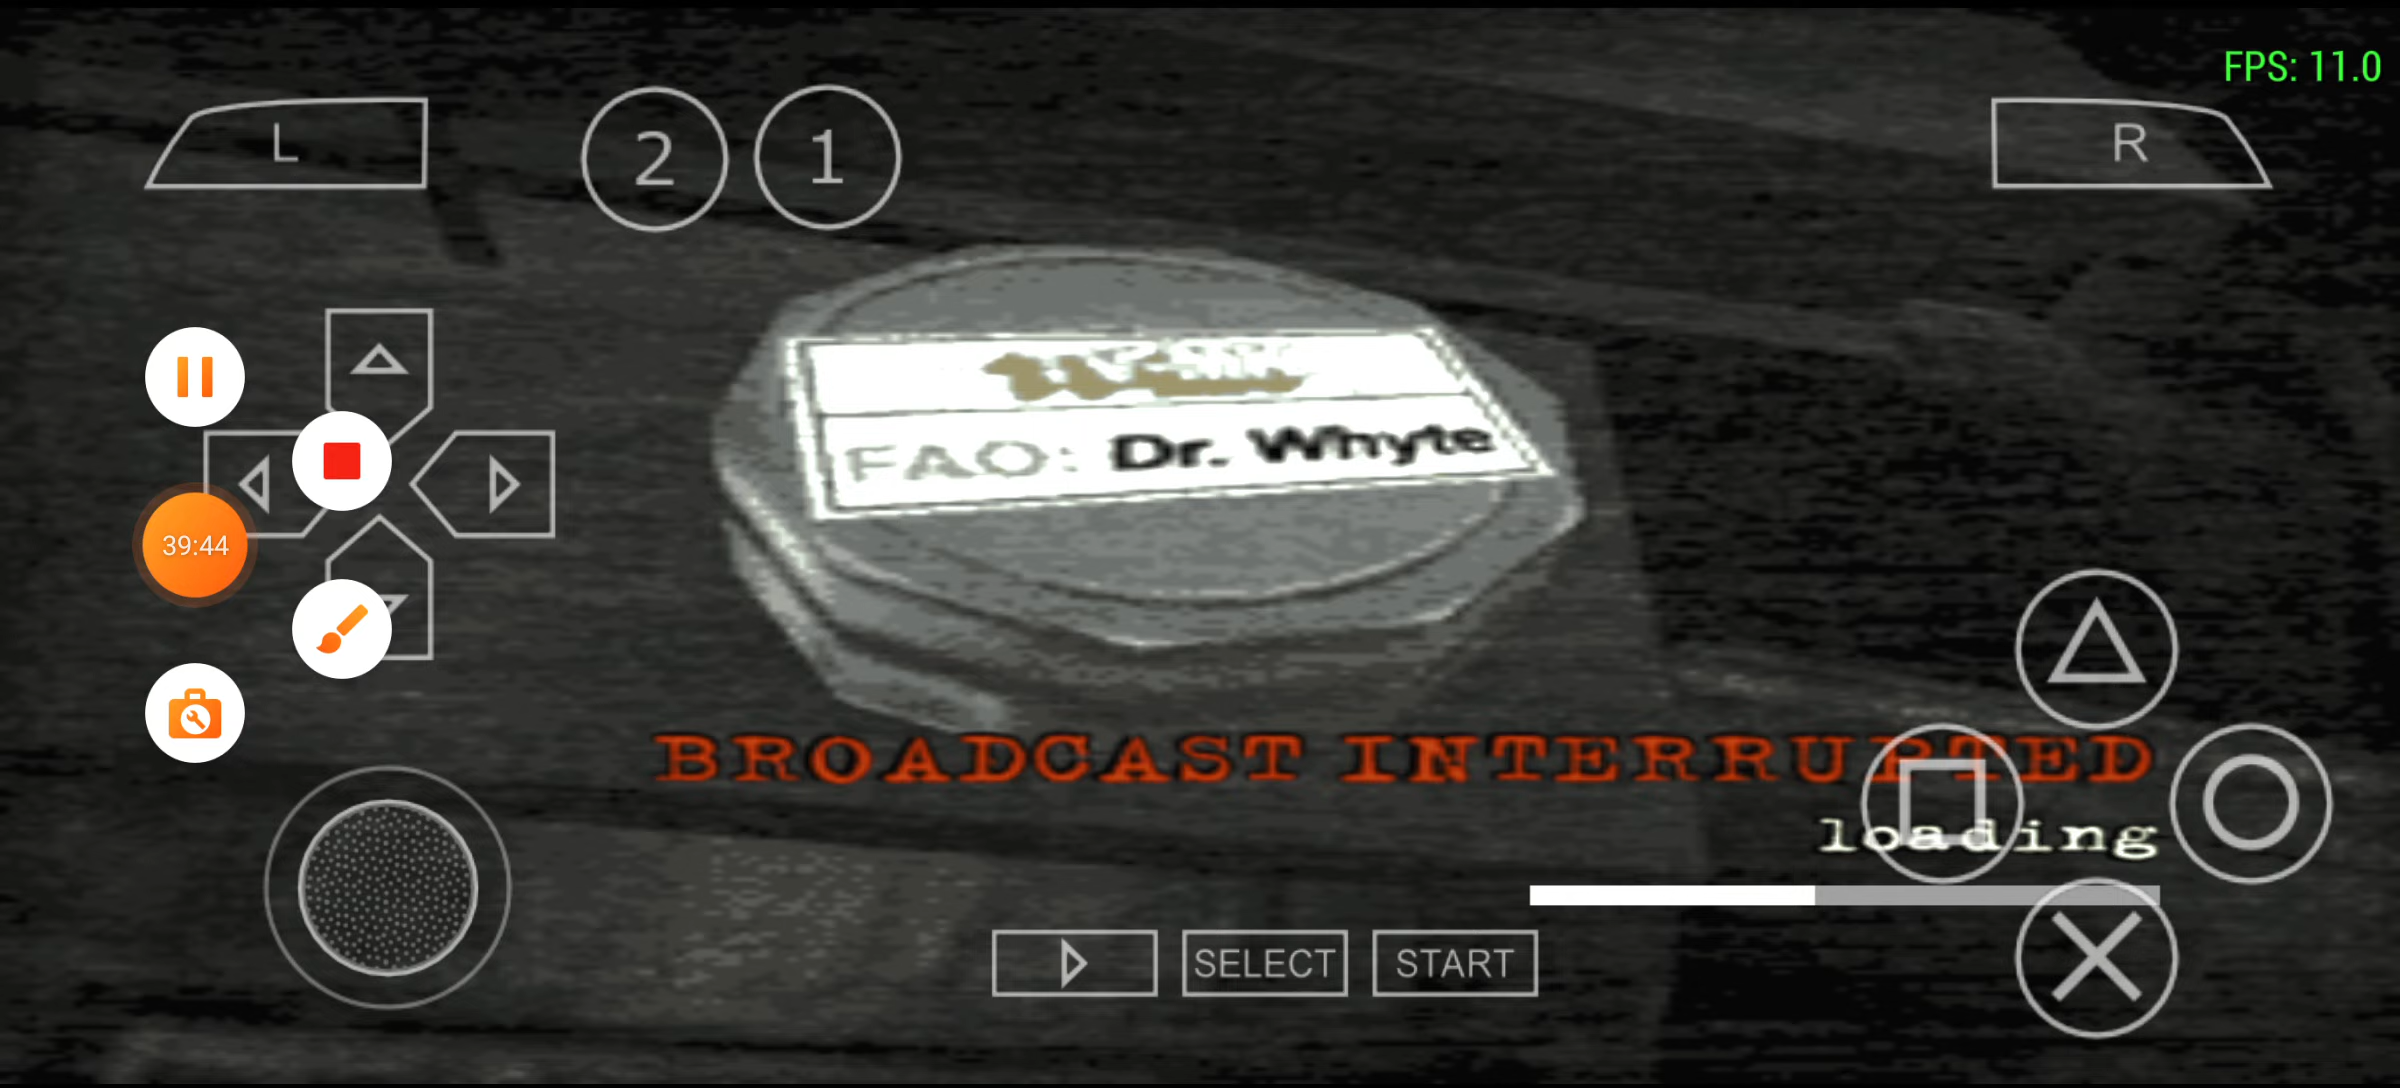 FPS: 11.0
L
2
1
R
FAO: Dr. Whyte
39:44
BROADCAST INTERRUPTED
loading
SELECT
START